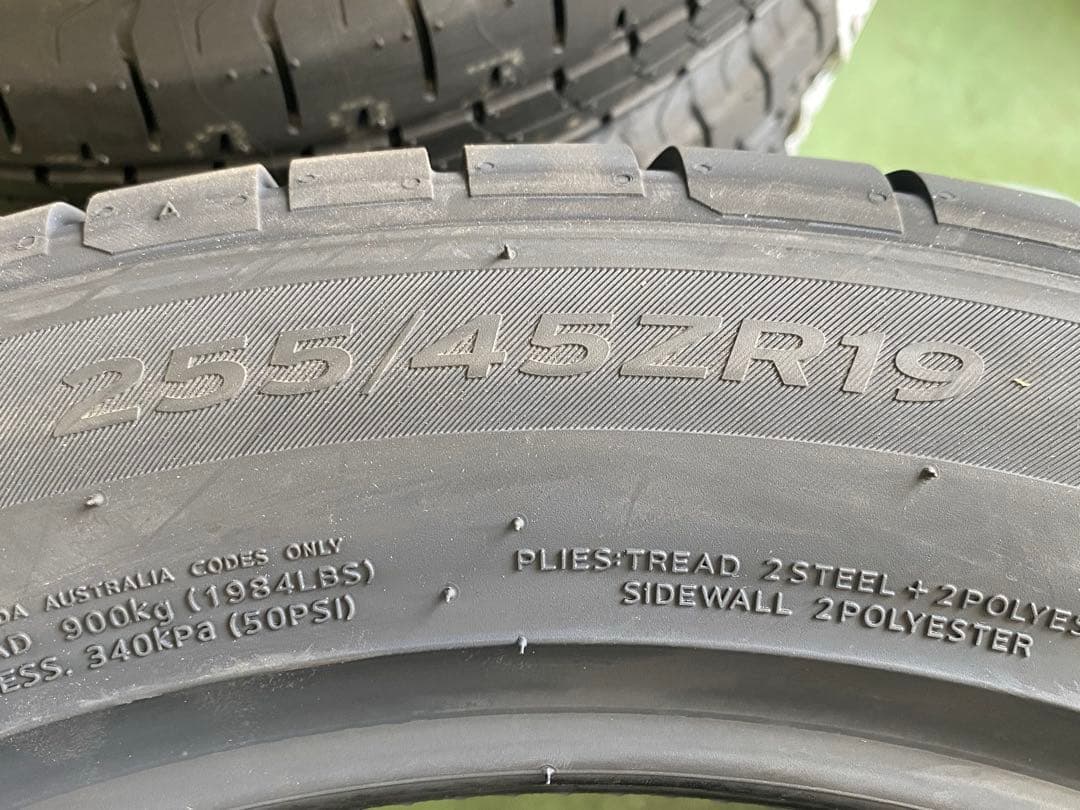 A
255/45ZR19
DA AUSTRALIA CODES ONLY
AD 900kg (1984LBS)
ESS. 340kPa (50PSI)
PLIES:TREAD 2STEEL+2POLYES
SIDEWALL 2POLYESTER